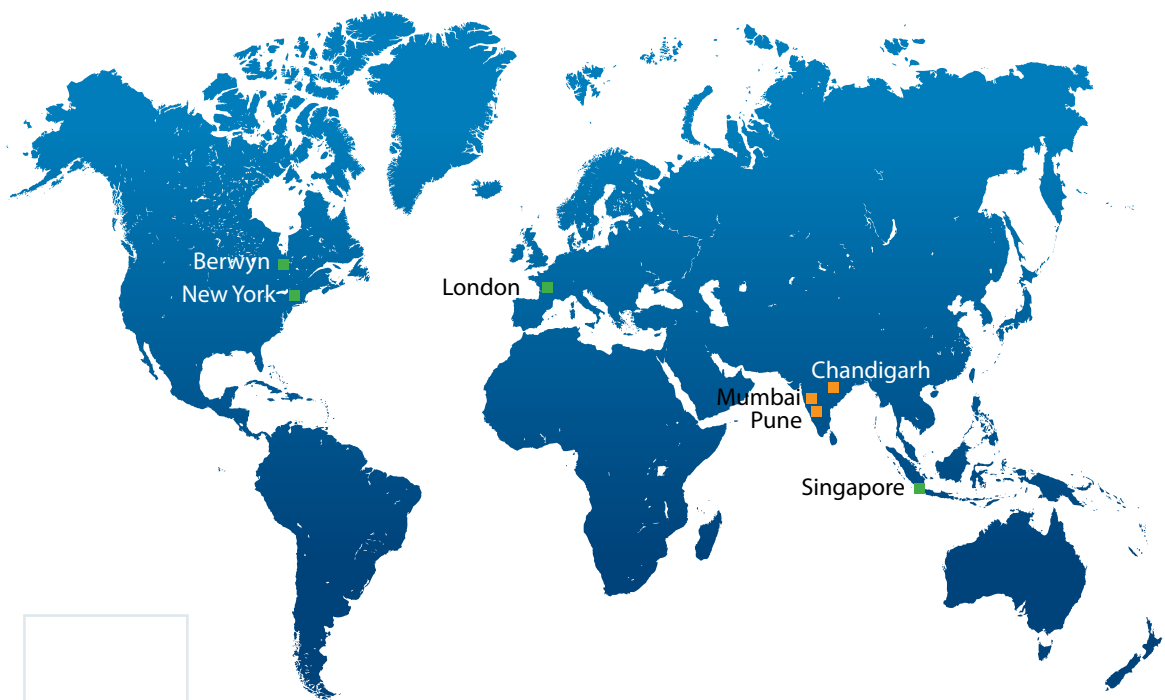 Berwyn
New York
London
Chandigarh
Mumbai
Pune
Singapore